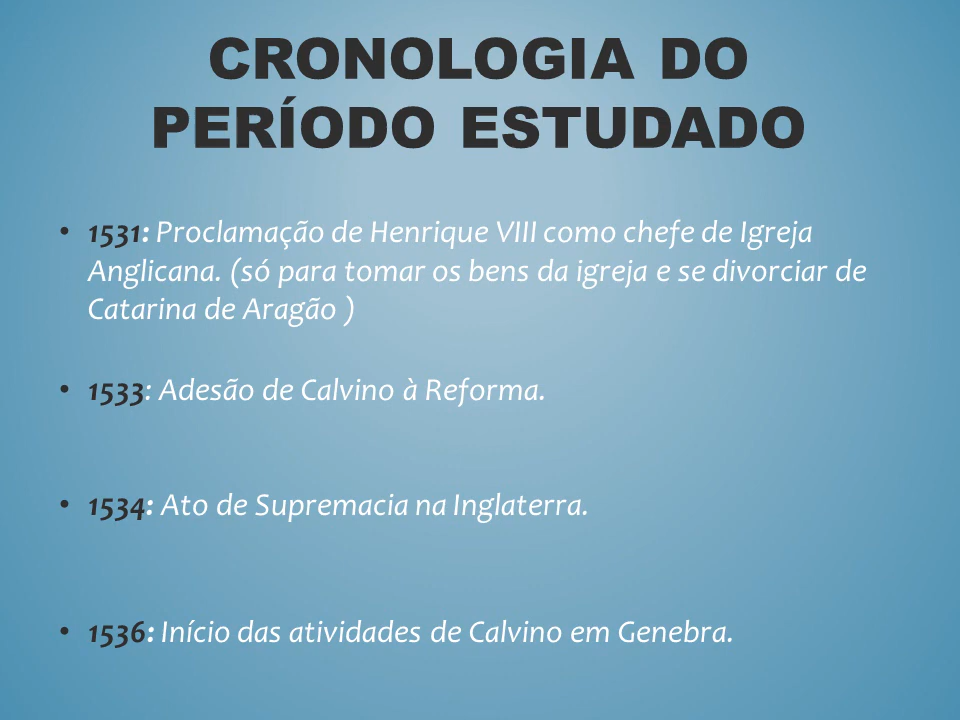 CRONOLOGIA DO
PERÍODO ESTUDADO
• 1531: Proclamação de Henrique VIII como chefe de Igreja
Anglicana. (só para tomar os bens da igreja e se divorciar de
Catarina de Aragão )
• 1533: Adesão de Calvino à Reforma.
• 1534: Ato de Supremacia na Inglaterra.
• 1536: Início das atividades de Calvino em Genebra.